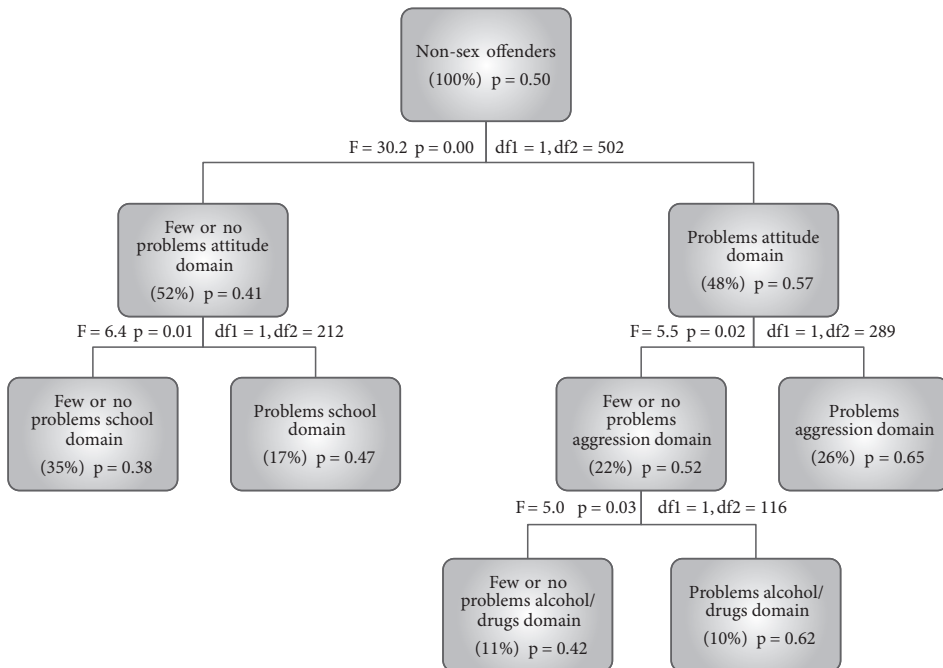 Non-sex offenders
(100%) p = 0.50
F = 30.2 p = 0.00 df1 = 1, df2 = 502
Few or no
problems attitude
domain
(52%) p = 0.41
Problems attitude
domain
(48%) p = 0.57
F = 6.4 p = 0.01 df1 = 1, df2 = 212
F = 5.5 p = 0.02 df1 = 1, df2 = 289
Few or no
problems school
domain
(35%) p = 0.38
Problems school
domain
(17%) p = 0.47
Few or no
problems
aggression domain
(22%) p = 0.52
Problems
aggression domain
(26%) p = 0.65
F = 5.0 p = 0.03 df1 = 1, df2 = 116
Few or no
problems alcohol/
drugs domain
(11%) p = 0.42
Problems alcohol/
drugs domain
(10%) p = 0.62